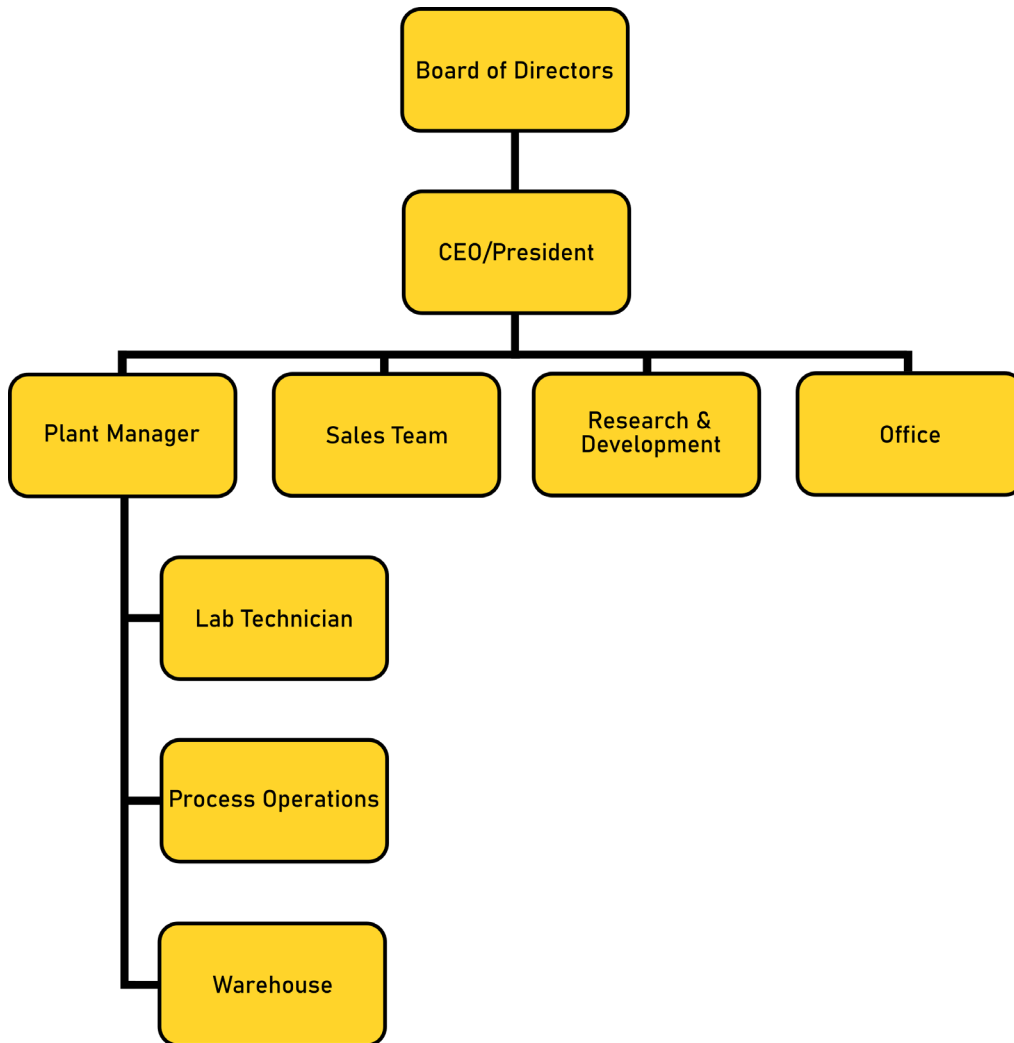 Board of Directors
CEO/President
Plant Manager
Sales Team
Research &
Development
Office
Lab Technician
Process Operations
Warehouse